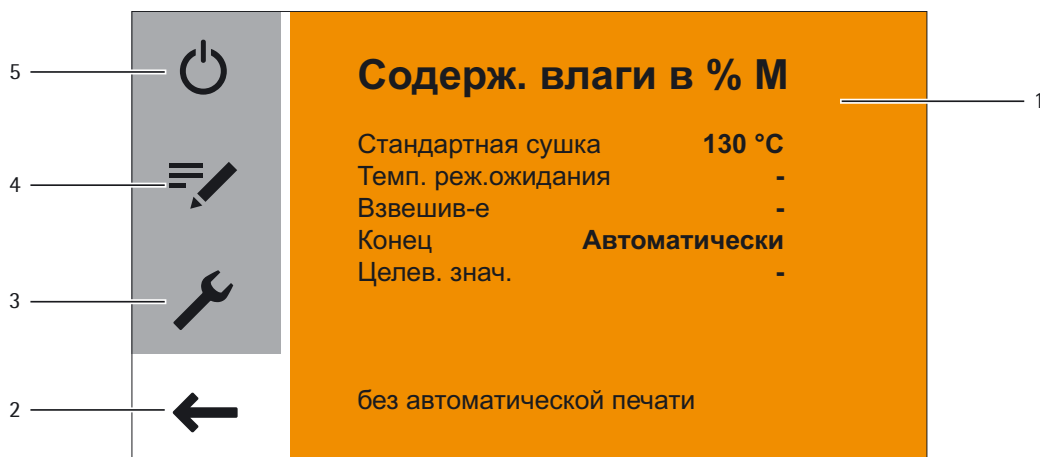 5
Содерж. влаги в % М
1
Стандартная сушка 130 °C
4
Темп. реж.ожидания -
Взвешив-е -
Конец Автоматически
Целев. знач. -
3
2
без автоматической печати